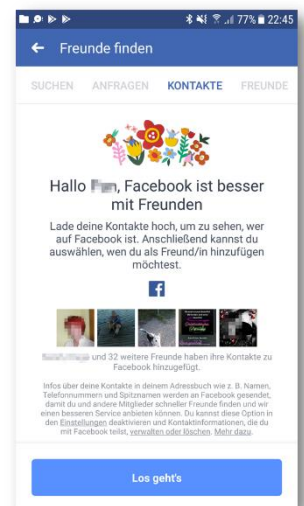 77% 22:45
Freunde finden
SUCHEN ANFRAGEN KONTAKTE FREUNDE
Hallo , Facebook ist besser
mit Freunden
Lade deine Kontakte hoch, um zu sehen, wer
auf Facebook ist. Anschließend kannst du
auswählen, wen du als Freund/in hinzufügen
möchtest.
f
und 32 weitere Freunde haben ihre Kontakte zu
Facebook hinzugefügt.
Infos über deine Kontakte in deinem Adressbuch wie z. B. Namen,
Telefonnummern und Spitznamen werden an Facebook gesendet,
damit du und andere Mitglieder schneller Freunde finden und wir
einen besseren Service anbieten können. Du kannst diese Option in
den Einstellungen deaktivieren und Kontaktinformationen, die du
mit Facebook teilst, verwalten oder löschen. Mehr dazu.
Los geht's